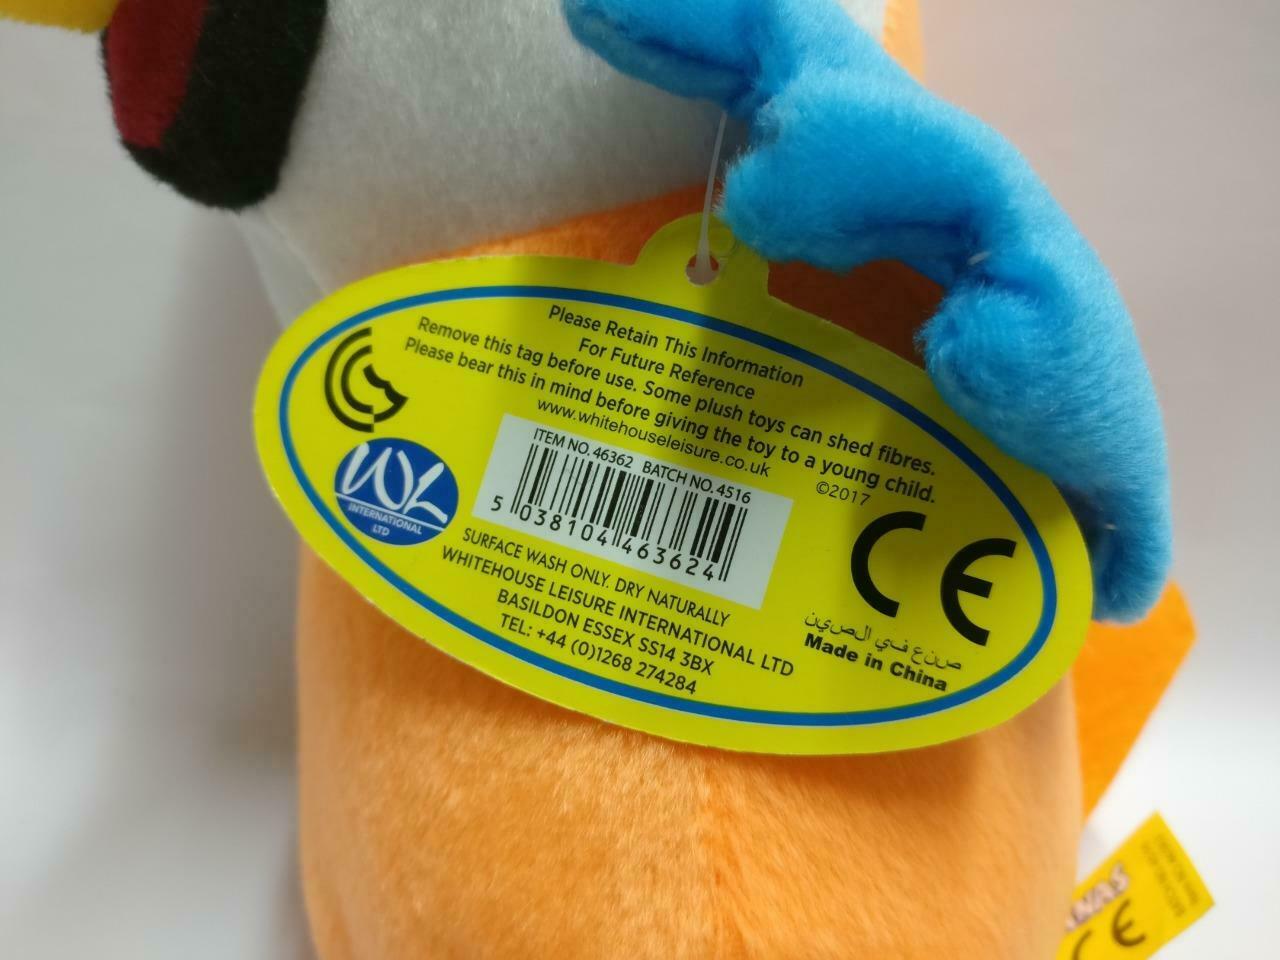 Please Retain This Information
For Future Reference
Remove this tag before use. Some plush toys can shed fibres.
Please bear this in mind before giving the toy to a young child.
www.whitehouseleisure.co.uk
©2017
ITEM NO. 46362 BATCH NO. 4516
5 038104 463624
WL
INTERNATIONAL
LTD
SURFACE WASH ONLY. DRY NATURALLY
WHITEHOUSE LEISURE INTERNATIONAL LTD
BASILDON ESSEX SS14 3BX
TEL: +44 (0)1268 274284
CE
صنع في الصين
Made in China
NAS
CE